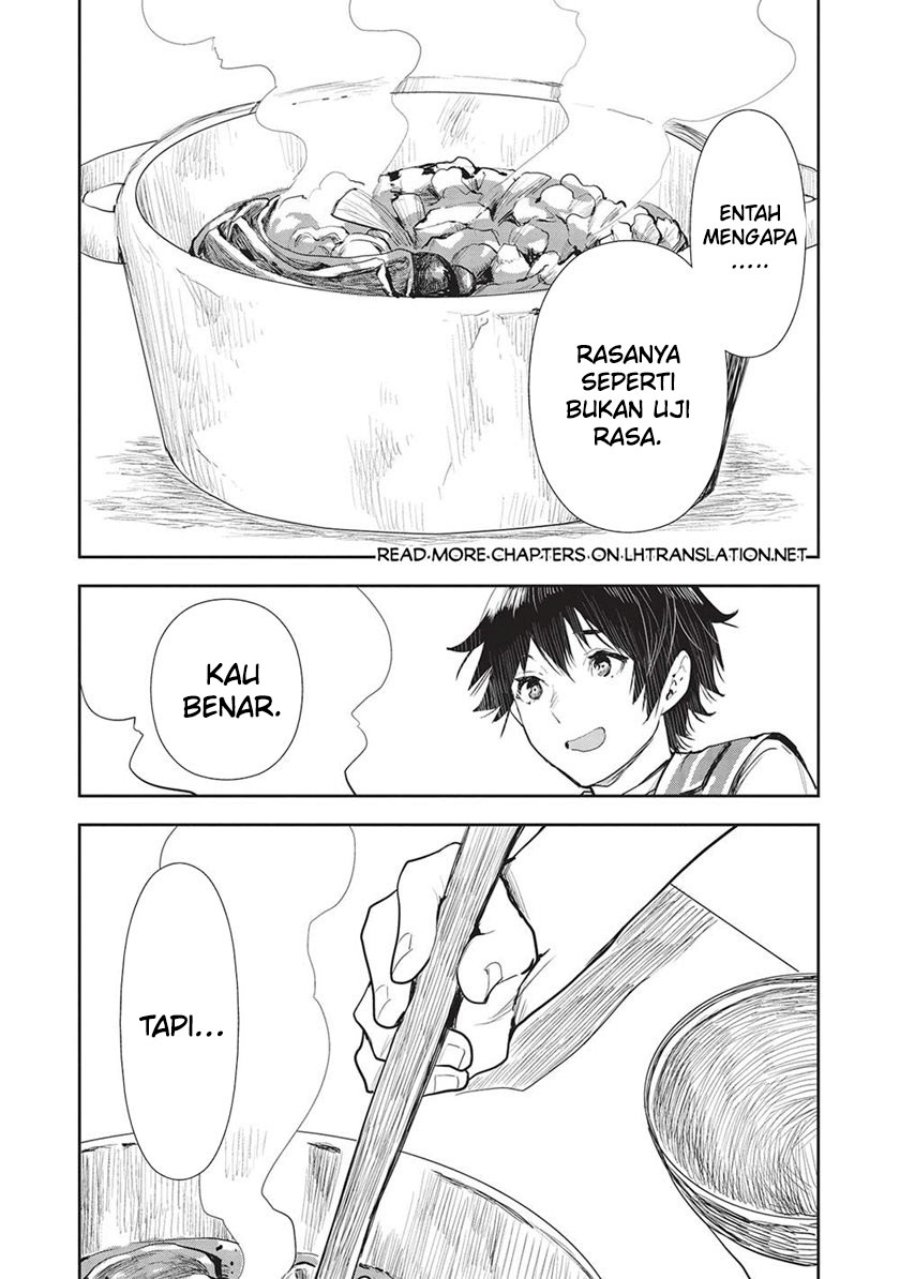 ENTAH
MENGAPA
.....
RASANYA
SEPERTI
BUKAN UJI
RASA.
READ MORE CHAPTERS ON LHTRANSLATION.NET
KAU
BENAR.
TAPI...